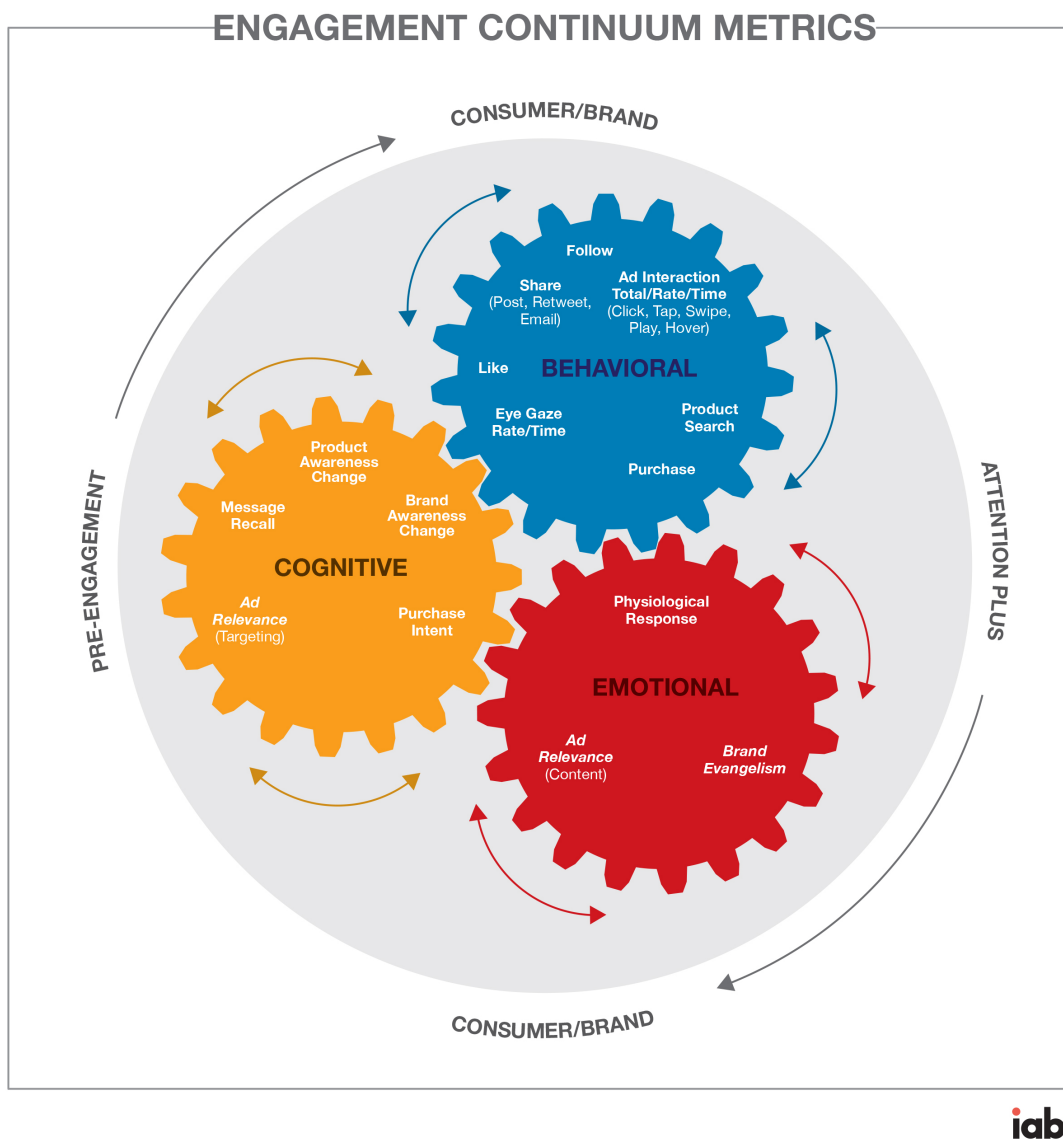 ENGAGEMENT CONTINUUM METRICS
CONSUMER/BRAND
Follow
Share
(Post, Retweet,
Email)
Ad Interaction
Total/Rate/Time
(Click, Tap, Swipe,
Play, Hover)
Like
BEHAVIORAL
Eye Gaze
Rate/Time
Product
Search
Purchase
PRE-ENGAGEMENT
Product
Awareness
Change
Message
Recall
Brand
Awareness
Change
COGNITIVE
Ad
Relevance
(Targeting)
Purchase
Intent
ATTENTION PLUS
Physiological
Response
EMOTIONAL
Ad
Relevance
(Content)
Brand
Evangelism
CONSUMER/BRAND
iab